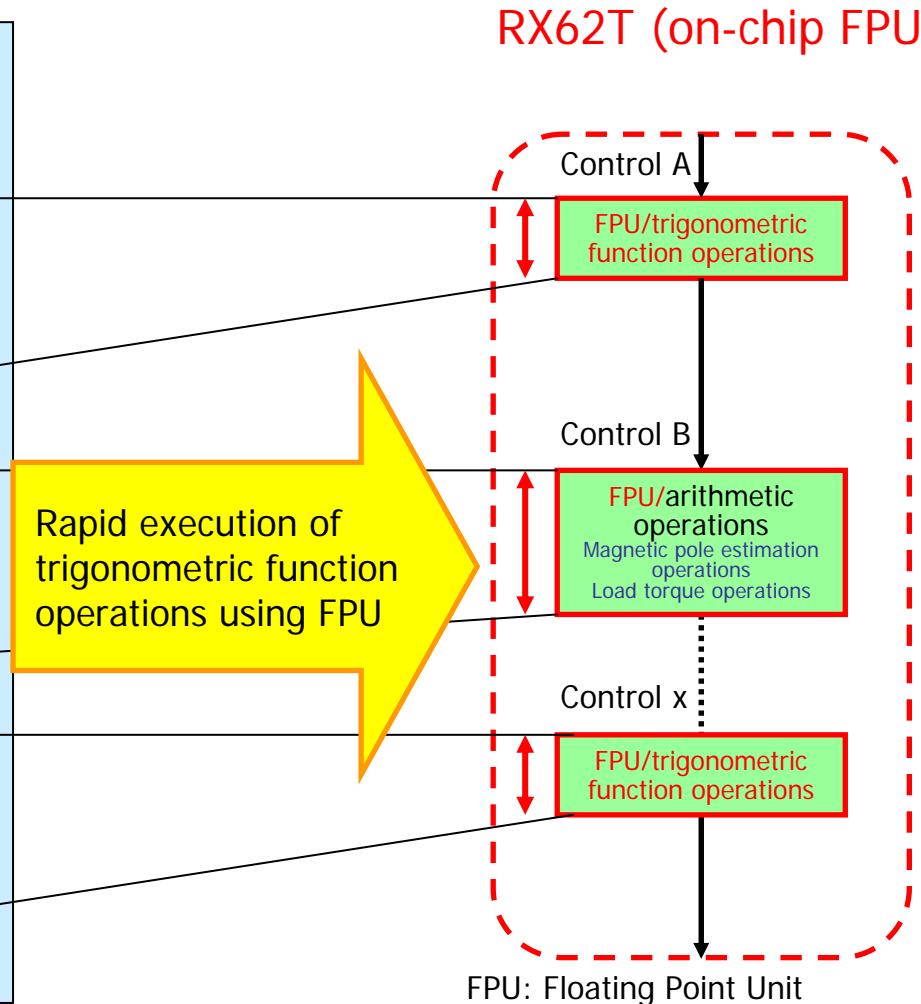 RX62T (on-chip FPU
Control A
FPU/trigonometric
function operations
Control B
FPU/arithmetic
operations
Magnetic pole estimation
operations
Load torque operations
Rapid execution of
trigonometric function
operations using FPU
Control x
FPU/trigonometric
function operations
FPU: Floating Point Unit